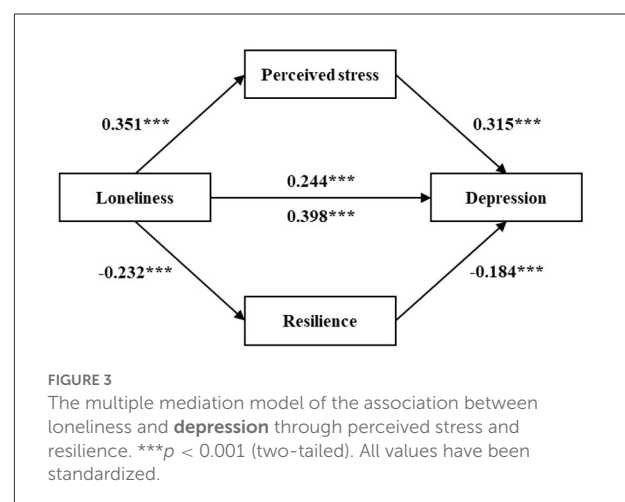 Perceived stress
0.351***
0.315***
Loneliness
0.244***
0.398***
Depression
-0.232***
-0.184***
Resilience
FIGURE 3
The multiple mediation model of the association between
loneliness and depression through perceived stress and
resilience. ***p < 0.001 (two-tailed). All values have been
standardized.